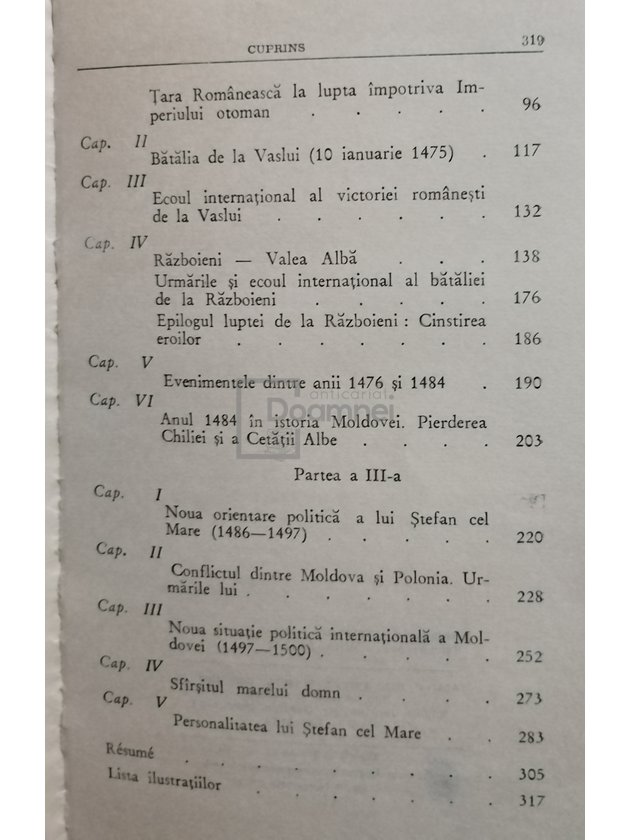 CUPRINS 319
Țara Românească la lupta împotriva Im-
periului otoman . . . . . 96
Cap. II
Bătălia de la Vaslui (10 ianuarie 1475) . 117
Cap. III
Ecoul internațional al victoriei românești
de la Vaslui . . . . . . 132
Cap. IV
Războieni — Valea Albă . . . 138
Urmările și ecoul internațional al bătăliei
de la Războieni . . . . . 176
Epilogul luptei de la Războieni : Cinstirea
eroilor . . . . . . . 186
Cap. V
Evenimentele dintre anii 1476 și 1484 . 190
Cap. VI
Anul 1484 în istoria Moldovei. Pierderea
Chiliei și a Cetății Albe . . . . 203
anticariat
Doamnei
Partea a III-a
Cap. I
Noua orientare politică a lui Ștefan cel
Mare (1486—1497) . . . . . 220
Cap. II
Conflictul dintre Moldova și Polonia. Ur-
mările lui . . . . . . . 228
Cap. III
Noua situație politică internațională a Mol-
dovei (1497—1500) . . . . . 252
Cap. IV
Sfîrșitul marelui domn . . . . 273
Cap. V
Personalitatea lui Ștefan cel Mare . . 283
Résumé . . . . . . . . 305
Lista ilustrațiilor . . . . . . 317